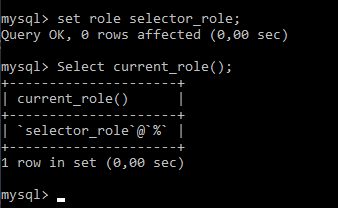 mysql> set role selector_role;
Query OK, 0 rows affected (0,00 sec)
mysql> Select current_role();
+---------------------+
| current_role()      |
+---------------------+
| `selector_role`@`%` |
+---------------------+
1 row in set (0,00 sec)
mysql> _